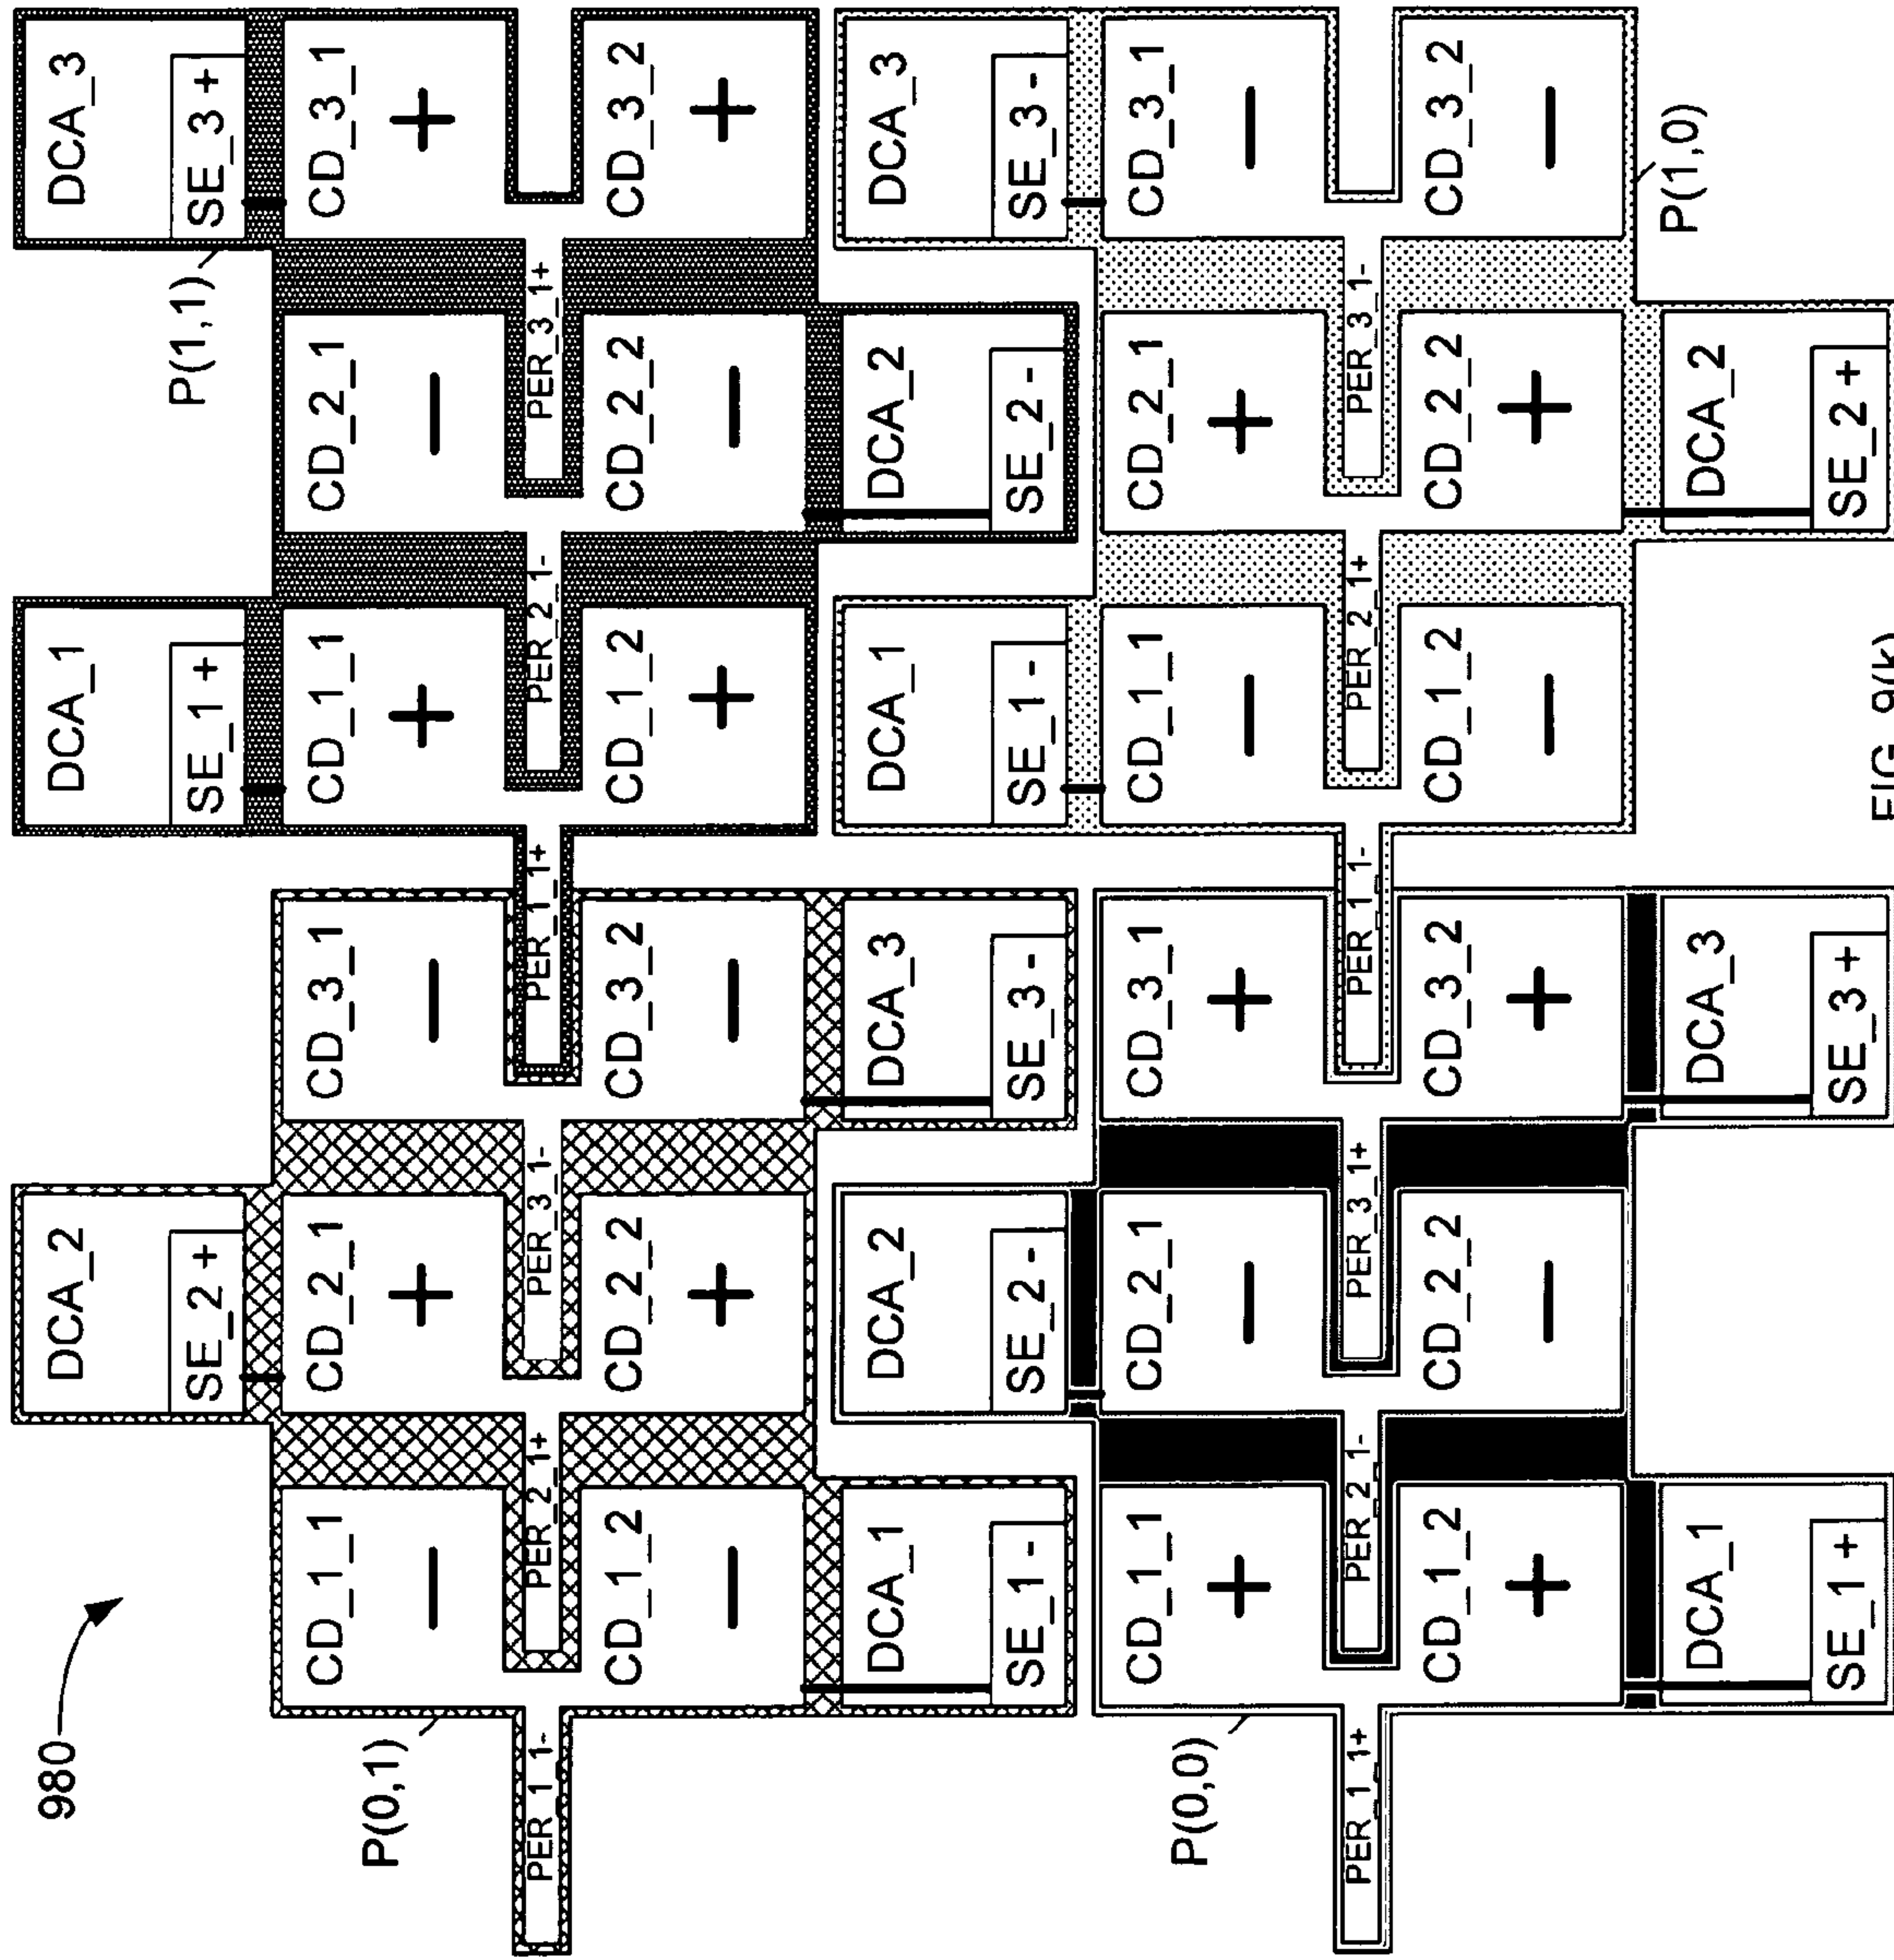 980
DCA_2
DCA_1
DCA_3
SE_2 +
SE_1 +
SE_3 +
P(1,1)
CD_1_1
CD_2_1
CD_3_1
CD_1_1
CD_2_1
CD_3_1
−
+
−
+
−
+
P(0,1)
PER_1_1-
PER_2_1+
PER_3_1-
PER_1_1+
PER_2_1-
PER_3_1+
CD_1_2
CD_2_2
CD_3_2
CD_1_2
CD_2_2
CD_3_2
−
+
−
+
−
+
DCA_1
DCA_2
DCA_3
DCA_1
DCA_2
DCA_3
SE_1 -
SE_2 -
SE_3 -
SE_1 -
SE_2 -
SE_3 -
CD_1_1
CD_2_1
CD_3_1
CD_1_1
CD_2_1
CD_3_1
+
−
+
−
+
−
P(0,0)
PER_1_1+
PER_2_1-
PER_3_1+
PER_1_1-
PER_2_1+
PER_3_1-
CD_1_2
CD_2_2
CD_3_2
CD_1_2
CD_2_2
CD_3_2
+
−
+
−
+
−
P(1,0)
DCA_1
DCA_3
DCA_2
SE_1 +
SE_3 +
SE_2 +
FIG. 9(k)